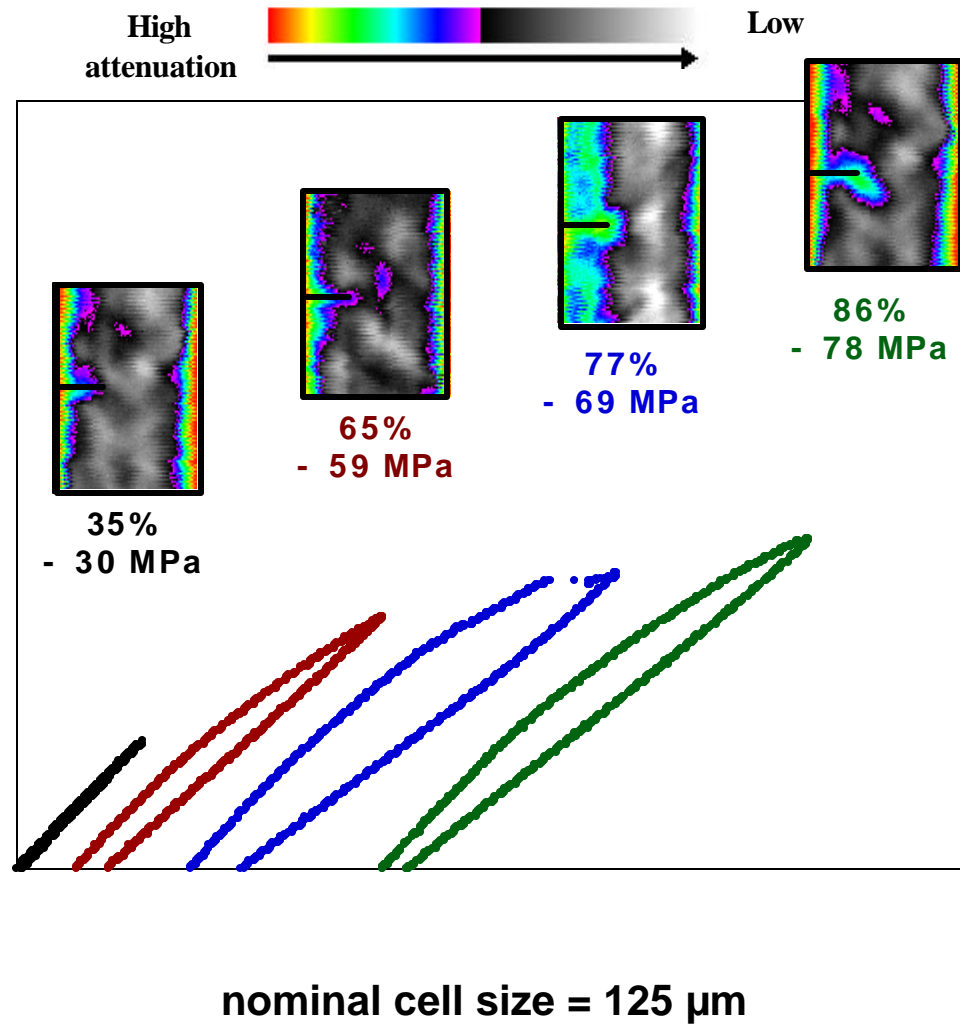 High
attenuation
Low
86%
- 78 MPa
77%
- 69 MPa
65%
- 59 MPa
35%
- 30 MPa
nominal cell size = 125 µm